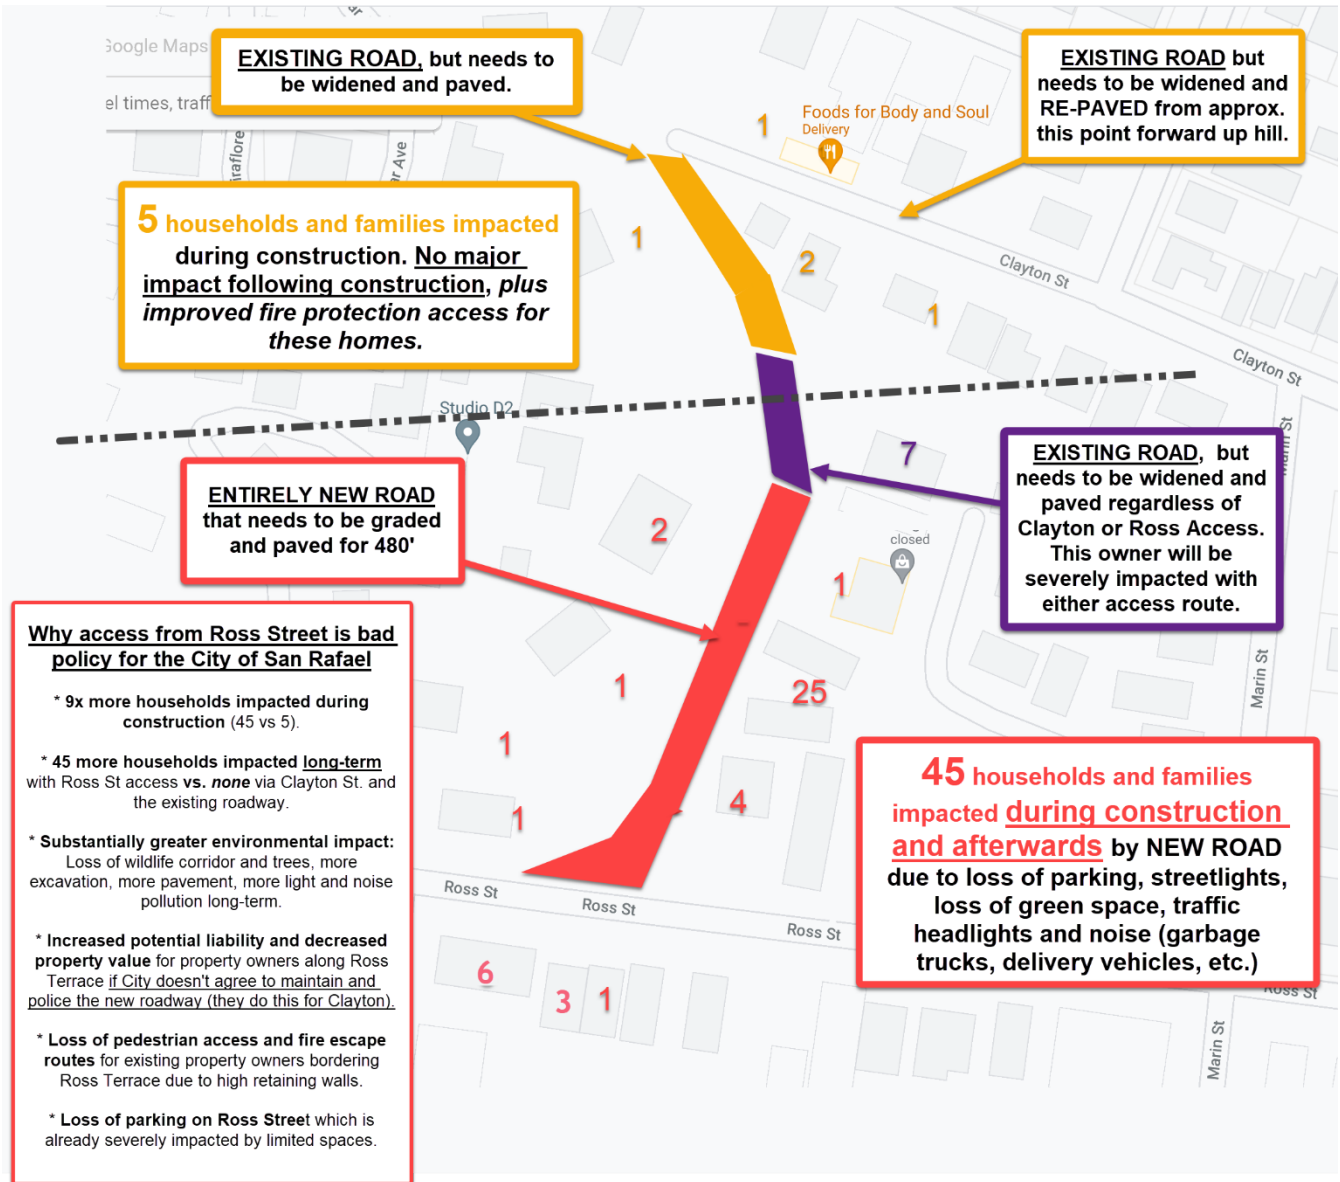 Google Maps
el times, traff
iraflore
ar Ave
ar
EXISTING ROAD, but needs to
be widened and paved.
EXISTING ROAD but
needs to be widened and
RE-PAVED from approx.
this point forward up hill.
1
Foods for Body and Soul
Delivery
5 households and families impacted
during construction. No major
impact following construction, plus
improved fire protection access for
these homes.
1
2
1
Clayton St
Clayton St
Marin St
Studio D2
7
EXISTING ROAD, but
needs to be widened and
paved regardless of
Clayton or Ross Access.
This owner will be
severely impacted with
either access route.
ENTIRELY NEW ROAD
that needs to be graded
and paved for 480'
2
closed
1
1
25
1
4
1
Marin St
Why access from Ross Street is bad
policy for the City of San Rafael
* 9x more households impacted during
construction (45 vs 5).
* 45 more households impacted long-term
with Ross St access vs. none via Clayton St. and
the existing roadway.
* Substantially greater environmental impact:
Loss of wildlife corridor and trees, more
excavation, more pavement, more light and noise
pollution long-term.
* Increased potential liability and decreased
property value for property owners along Ross
Terrace if City doesn't agree to maintain and
police the new roadway (they do this for Clayton).
* Loss of pedestrian access and fire escape
routes for existing property owners bordering
Ross Terrace due to high retaining walls.
* Loss of parking on Ross Street which is
already severely impacted by limited spaces.
45 households and families
impacted during construction
and afterwards by NEW ROAD
due to loss of parking, streetlights,
loss of green space, traffic
headlights and noise (garbage
trucks, delivery vehicles, etc.)
Ross St
Ross St
Ross St
Ross St
6
3
1
Marin St